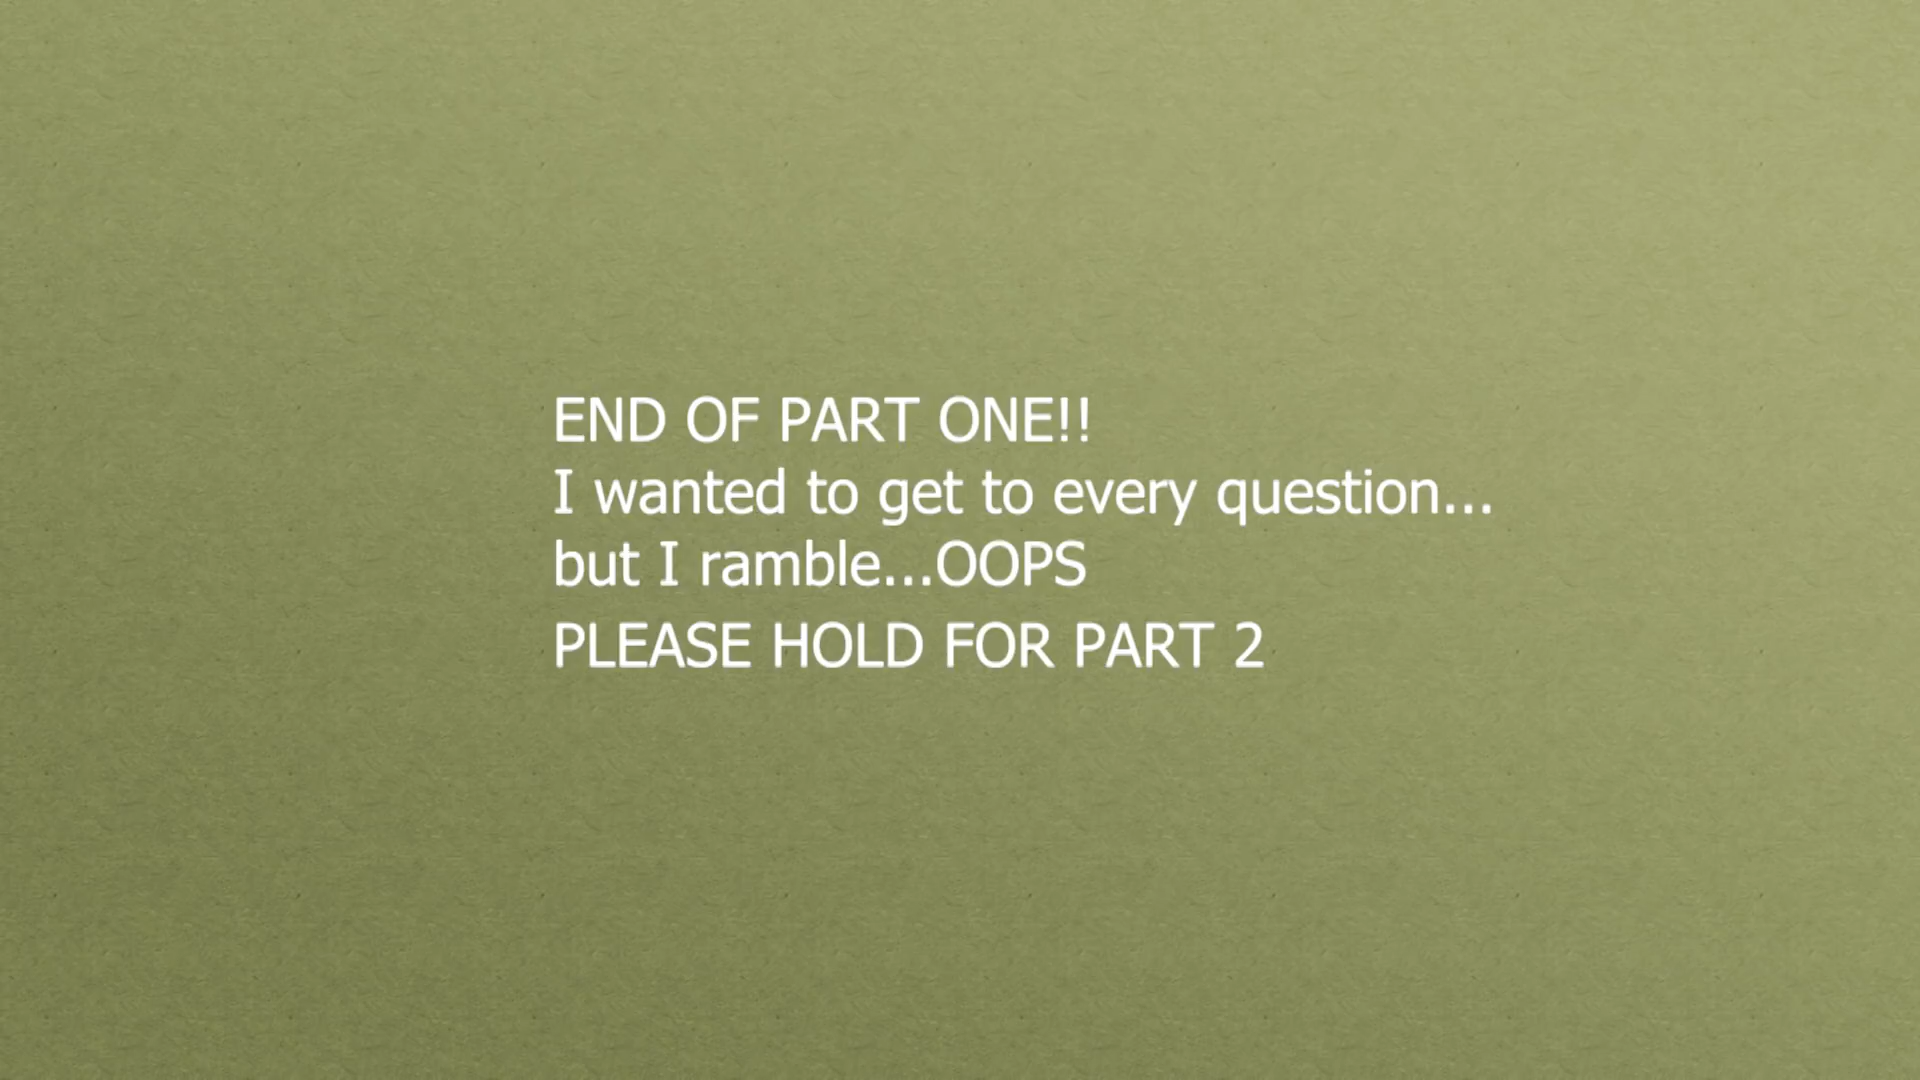 END OF PART ONE!!
I wanted to get to every question...
but I ramble...OOPS
PLEASE HOLD FOR PART 2